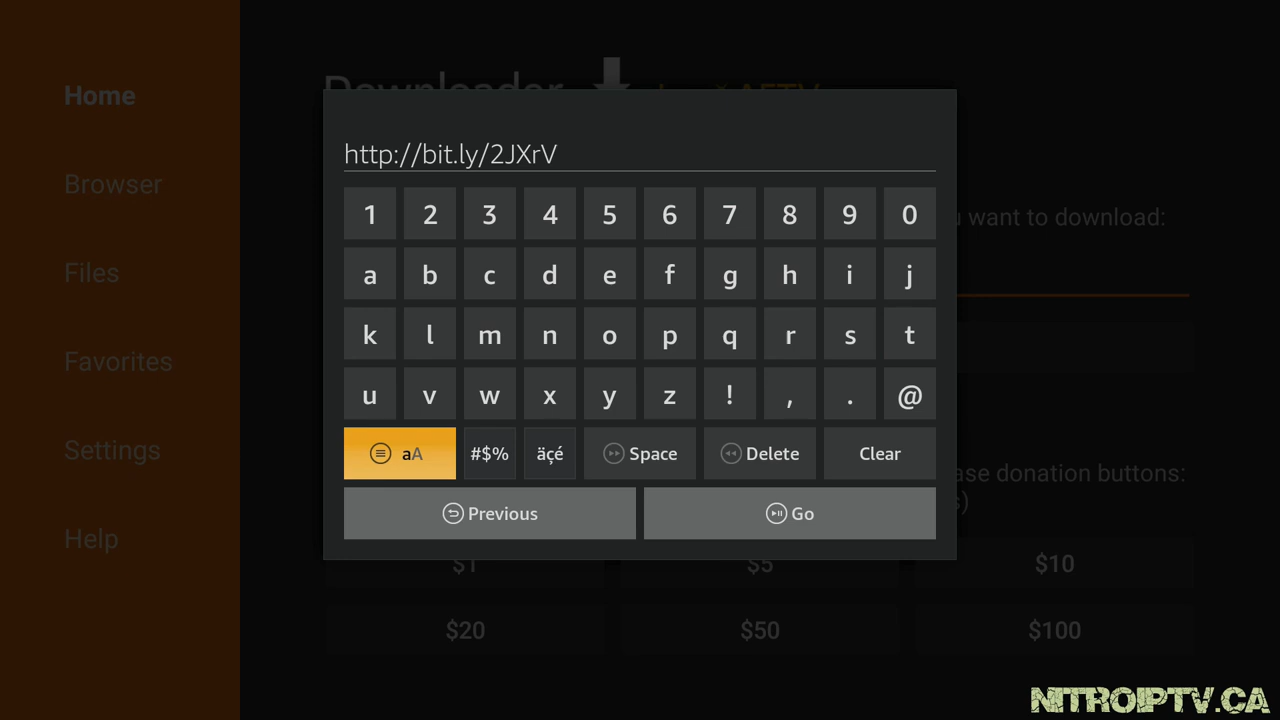 Home
Browser
Files
Favorites
Settings
Help
Downloader
AFTV
want to download:
http://bit.ly/2JXrV
1 2 3 4 5 6 7 8 9 0
a b c d e f g h i j
k l m n o p q r s t
u v w x y z ! , . @
aA #$% äçé Space Delete Clear
Previous Go
donation buttons:
s)
$1 $5 $10
$20 $50 $100
NITROIPTV.CA